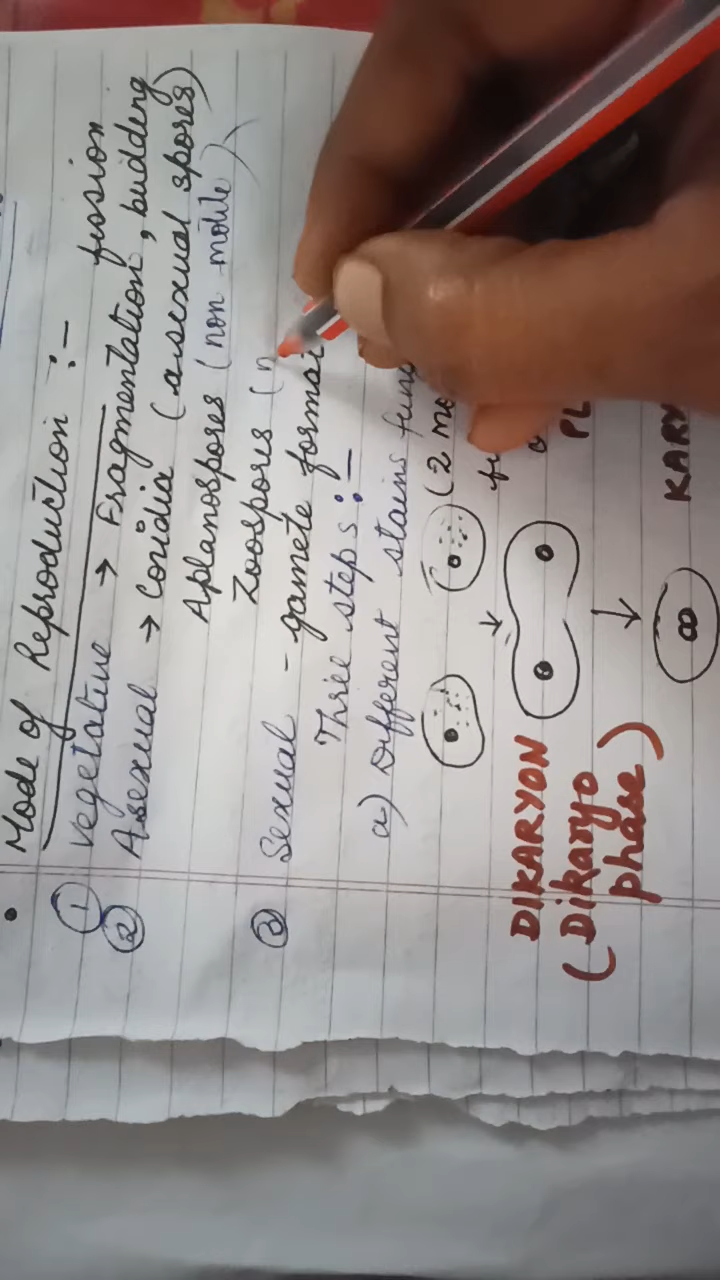 • Mode of Reproduction :-
① Vegetative → Fragmentation, budding
fission
② Asexual → Conidia (asexual spores)
Aplanospores (non motile)
Zoospores (
③ Sexual - gamete
Three steps :-
a) Different stains
(2
DIKARYON
(Dikaryo
phase)